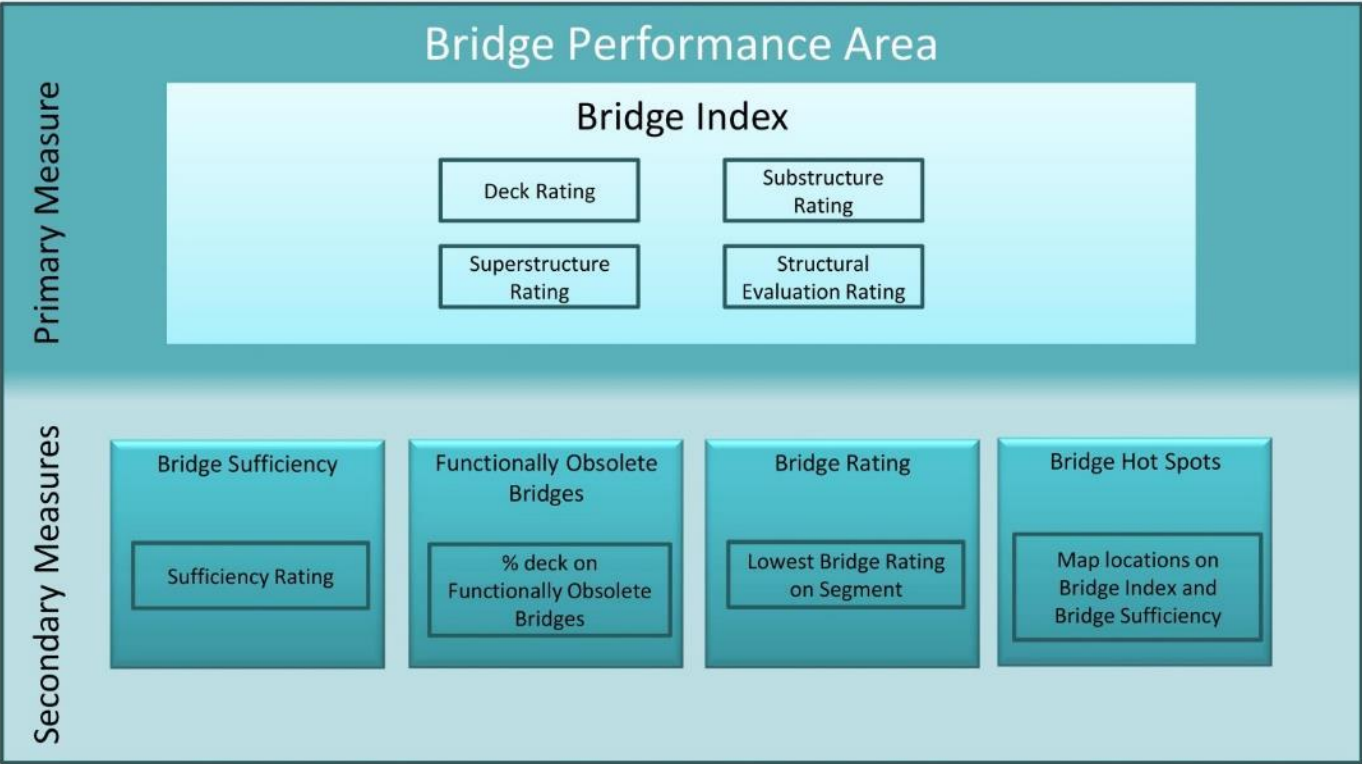 Bridge Performance Area
Primary Measure
Bridge Index
Deck Rating
Substructure
Rating
Superstructure
Rating
Structural
Evaluation Rating
Secondary Measures
Bridge Sufficiency
Sufficiency Rating
Functionally Obsolete
Bridges
% deck on
Functionally Obsolete
Bridges
Bridge Rating
Lowest Bridge Rating
on Segment
Bridge Hot Spots
Map locations on
Bridge Index and
Bridge Sufficiency